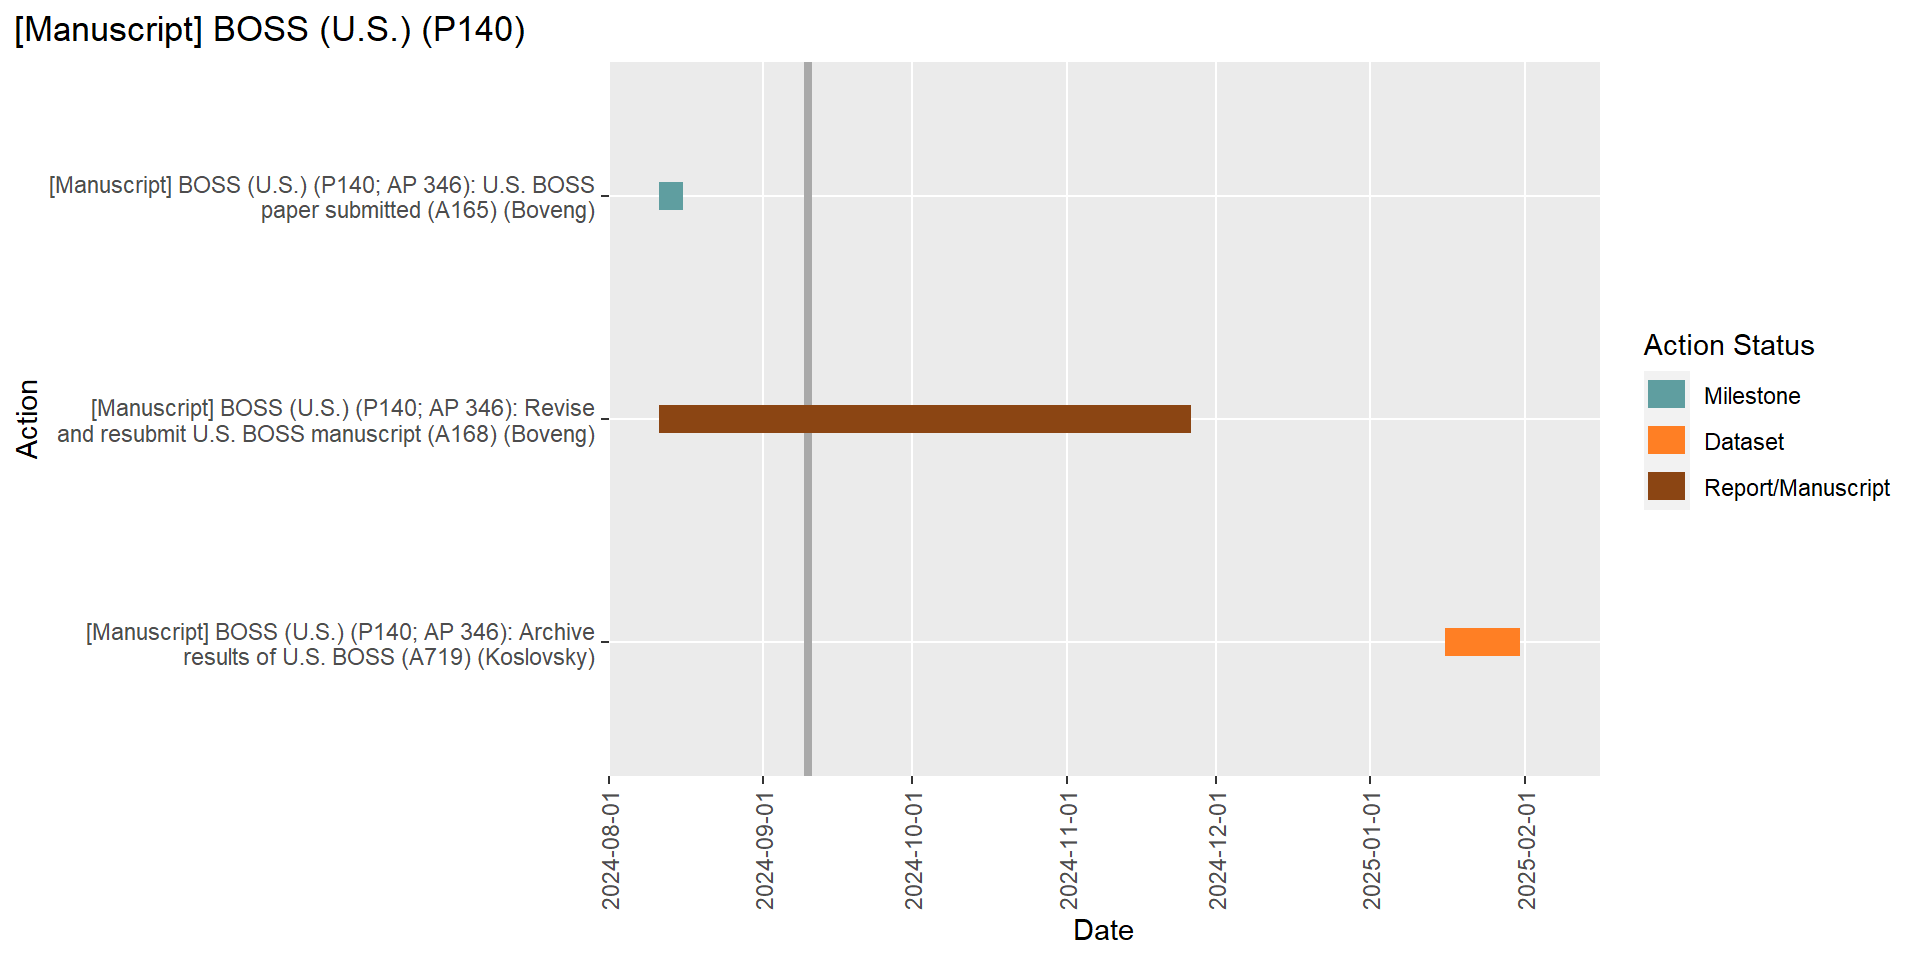 [Manuscript] BOSS (U.S.) (P140)
[Manuscript] BOSS (U.S.) (P140; AP 346): U.S. BOSS
paper submitted (A165) (Boveng)
[Manuscript] BOSS (U.S.) (P140; AP 346): Revise
and resubmit U.S. BOSS manuscript (A168) (Boveng)
[Manuscript] BOSS (U.S.) (P140; AP 346): Archive
results of U.S. BOSS (A719) (Koslovsky)
Action
2024-08-01
2024-09-01
2024-10-01
2024-11-01
2024-12-01
2025-01-01
2025-02-01
Date
Action Status
Milestone
Dataset
Report/Manuscript